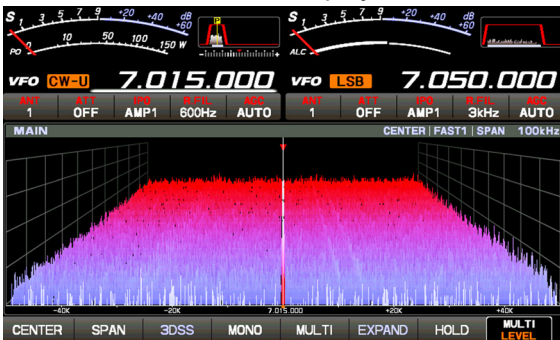 S 1 3 5 7 9 +20 +40 +60 dB
PO 0 10 50 100 150 W
S 1 3 5 7 9 +20 +40 +60 dB
ALC
P
VFO CW-U 7.015.000
VFO LSB 7.050.000
ANT ATT IPO R.FIL AGC
1 OFF AMP1 600Hz AUTO
ANT ATT IPO R.FIL AGC
1 OFF AMP1 3kHz AUTO
MAIN CENTER | FAST1 | SPAN 100kHz
-40K -20K 7.015.000 +20K +40K
CENTER SPAN 3DSS MONO MULTI EXPAND HOLD MULTI
LEVEL